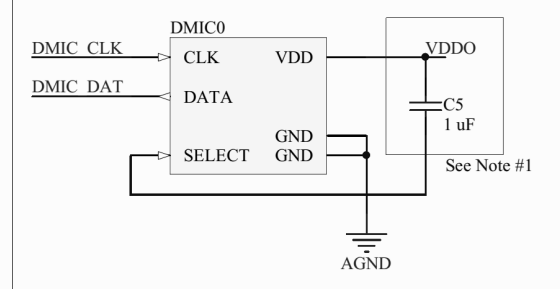 DMIC0
DMIC CLK
CLK
VDD
VDDO
DMIC DAT
DATA
C5
1 uF
GND
SELECT
GND
See Note #1
AGND